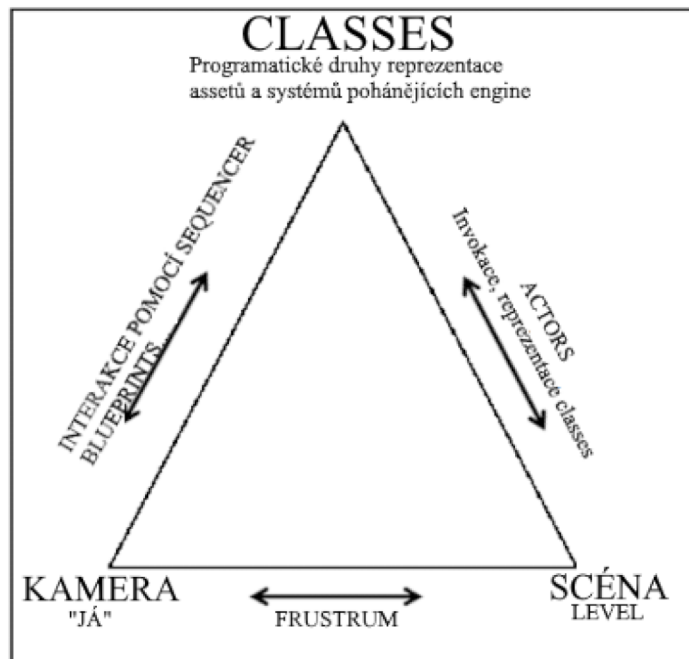 CLASSES
Programatické druhy reprezentace
assetů a systémů pohánějících engine
INTERAKCE POMOCÍ SEQUENCER
BLUEPRINTS...
ACTORS
Invokace, reprezentace classes
KAMERA
"JÁ"
FRUSTRUM
SCÉNA
LEVEL